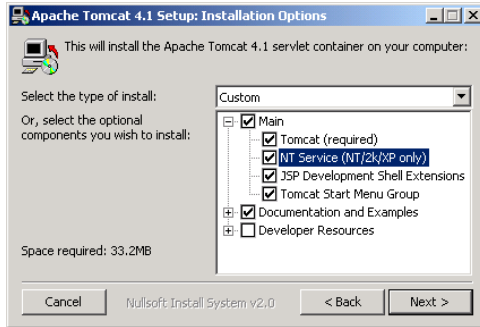 Apache Tomcat 4.1 Setup: Installation Options
This will install the Apache Tomcat 4.1 servlet container on your computer:
Select the type of install:
Custom
Or, select the optional
components you wish to install:
Main
Tomcat (required)
NT Service (NT/2k/XP only)
JSP Development Shell Extensions
Tomcat Start Menu Group
Documentation and Examples
Developer Resources
Space required: 33.2MB
Cancel
Nullsoft Install System v2.0
< Back
Next >